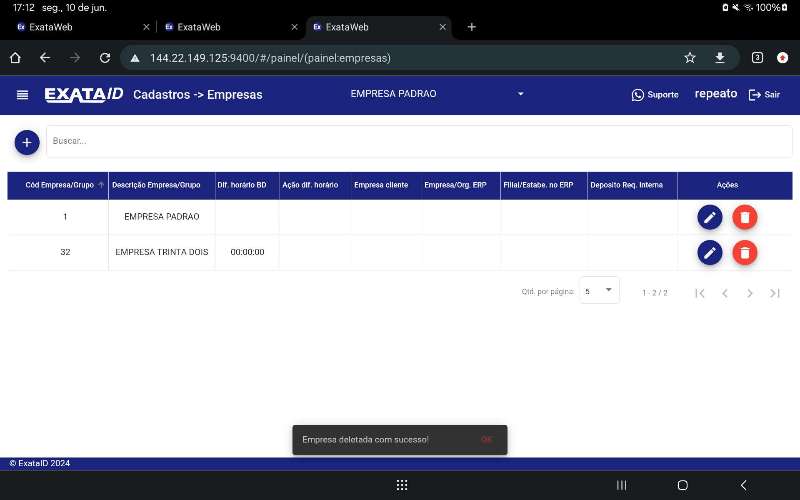 17:12 seg., 10 de jun. 100%
ExataWeb
ExataWeb
ExataWeb
144.22.149.125:9400/#/painel/(painel:empresas)
3
EXATAID Cadastros -> Empresas EMPRESA PADRAO Suporte repeato Sair
Buscar...
Cód Empresa/Grupo Descrição Empresa/Grupo Dif. horário BD Ação dif. horário Empresa cliente Empresa/Org. ERP Filial/Estabe. no ERP Deposito Req. Interna Ações
1 EMPRESA PADRAO
32 EMPRESA TRINTA DOIS 00:00:00
Qtd. por página: 5 1 - 2 / 2
Empresa deletada com sucesso! OK
© ExataID 2024